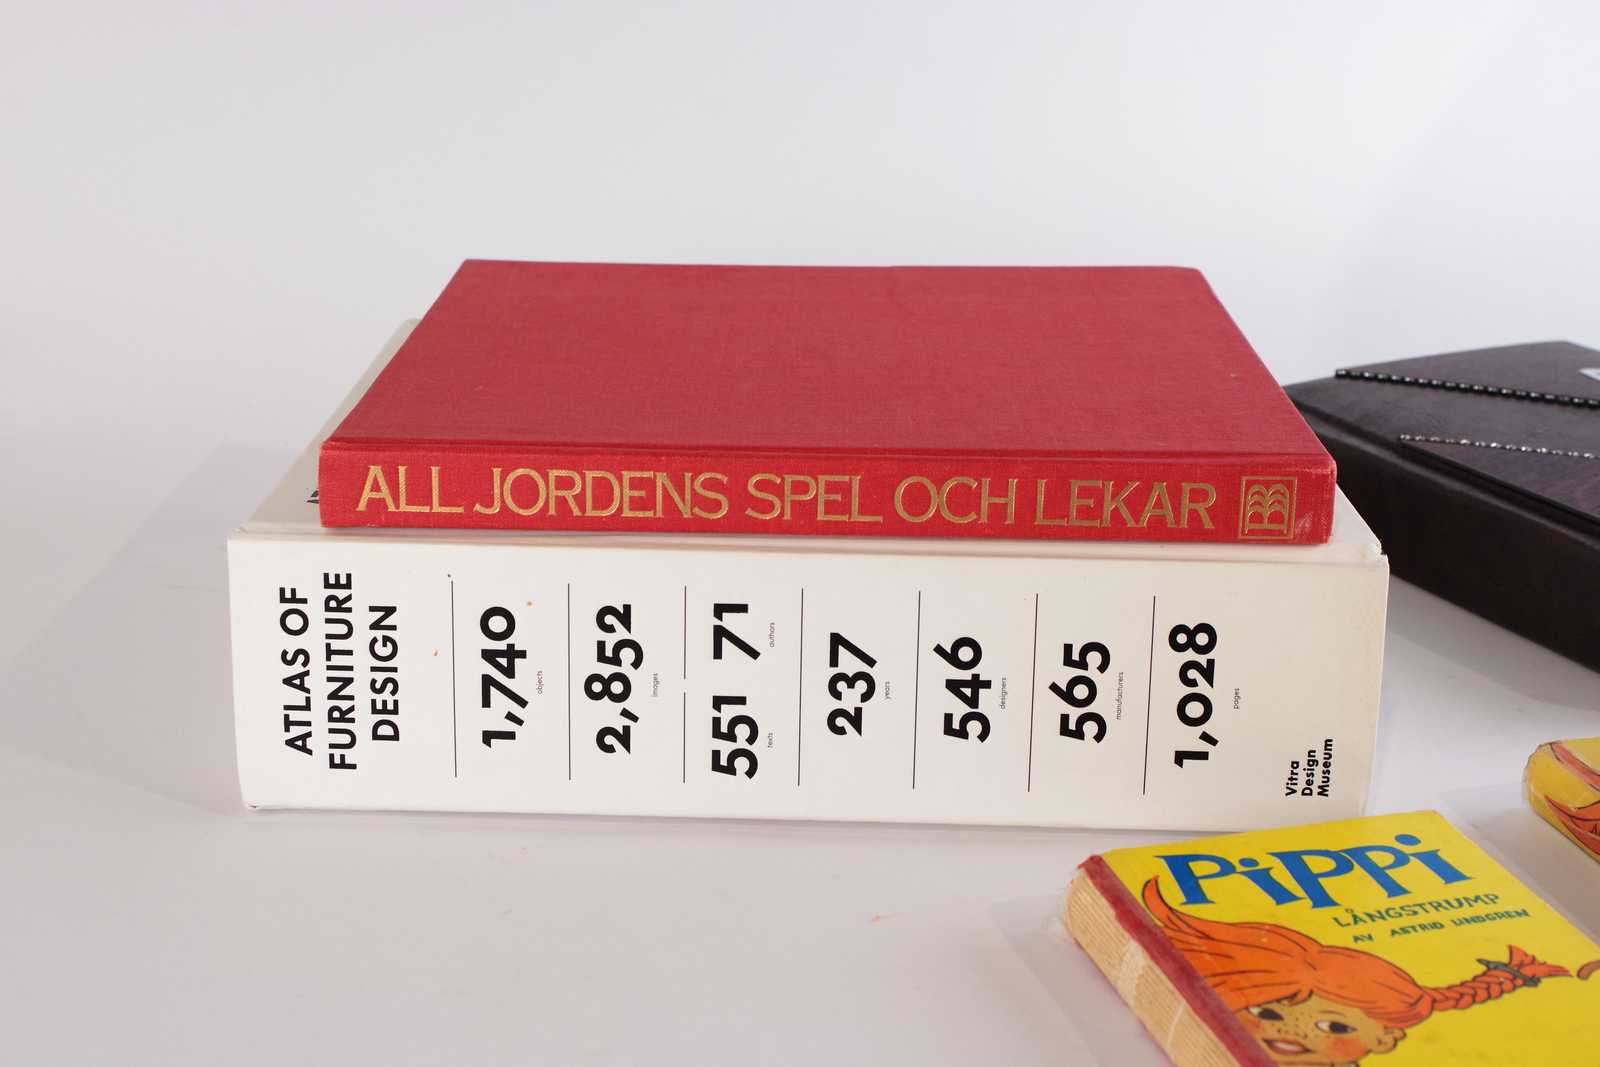 ALL JORDENS SPEL OCH LEKAR
ATLAS OF
FURNITURE
DESIGN
1,740
objects
2,852
images
551
texts
71
authors
237
years
546
designers
565
manufacturers
1,028
pages
Vitra
Design
Museum
PiPPi
LÅNGSTRUMP
AV ASTRID LINDGREN